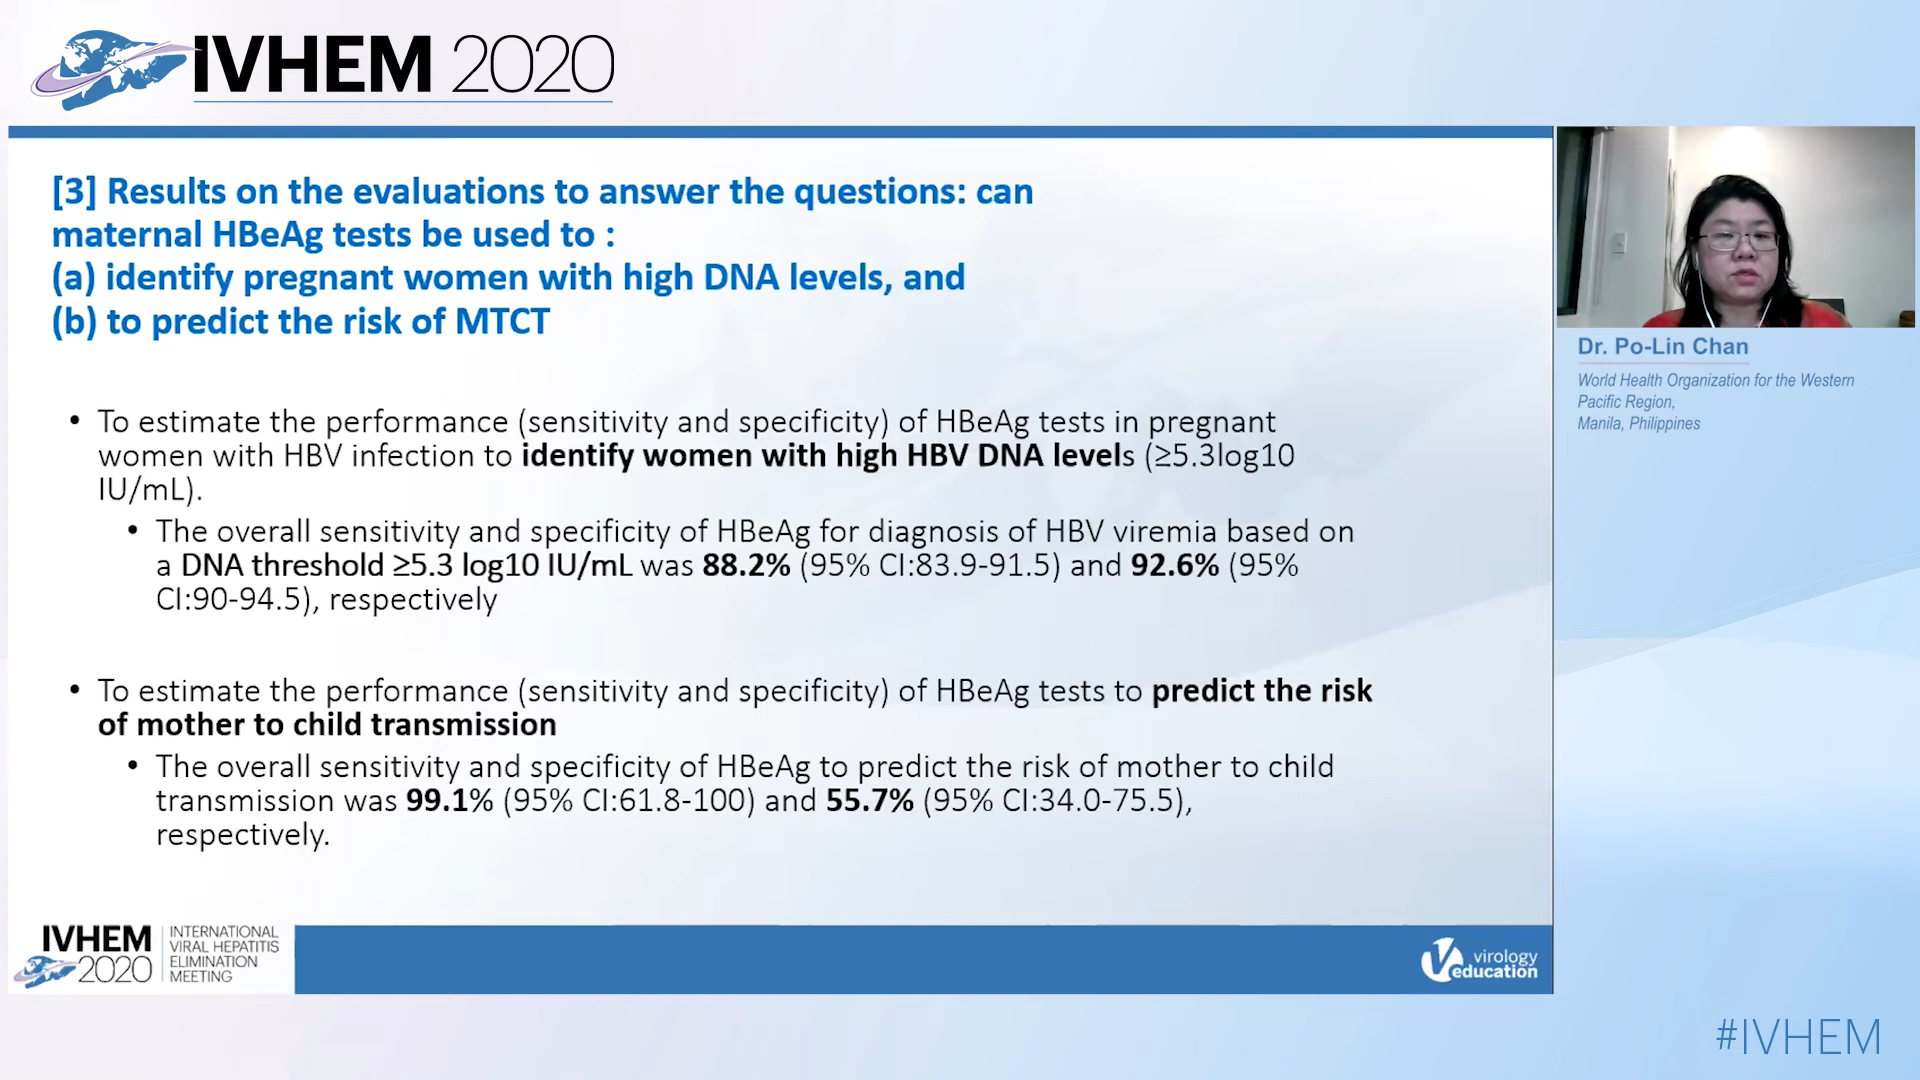 IVHEM 2020
[3] Results on the evaluations to answer the questions: can
maternal HBeAg tests be used to :
(a) identify pregnant women with high DNA levels, and
(b) to predict the risk of MTCT
• To estimate the performance (sensitivity and specificity) of HBeAg tests in pregnant
women with HBV infection to identify women with high HBV DNA levels (≥5.3log10
IU/mL).
• The overall sensitivity and specificity of HBeAg for diagnosis of HBV viremia based on
a DNA threshold ≥5.3 log10 IU/mL was 88.2% (95% CI:83.9-91.5) and 92.6% (95%
CI:90-94.5), respectively
• To estimate the performance (sensitivity and specificity) of HBeAg tests to predict the risk
of mother to child transmission
• The overall sensitivity and specificity of HBeAg to predict the risk of mother to child
transmission was 99.1% (95% CI:61.8-100) and 55.7% (95% CI:34.0-75.5),
respectively.
Dr. Po-Lin Chan
World Health Organization for the Western
Pacific Region,
Manila, Philippines
IVHEM
2020
INTERNATIONAL
VIRAL HEPATITIS
ELIMINATION
MEETING
virology
education
#IVHEM